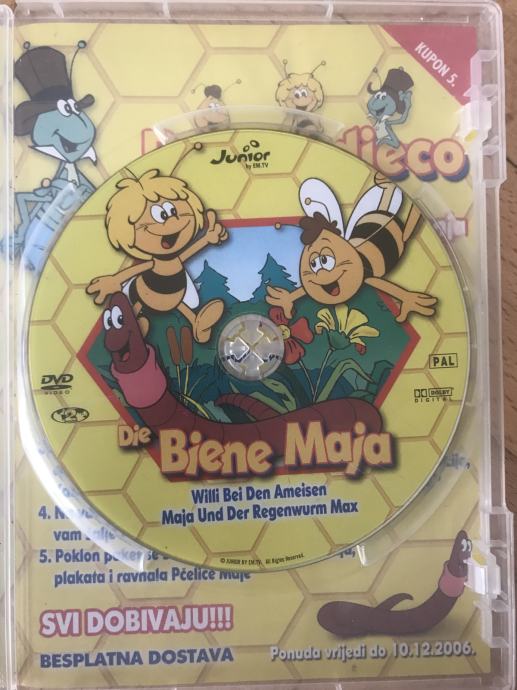 KUPON 5.
djeco
Junior
by EM.TV
DVD
VIDEO
PAL
DOLBY
DIGITAL
Die Biene Maja
Willi Bei Den Ameisen
Maja Und Der Regenwurm Max
© JUNIOR BY EM.TV. All Rights Reserved.
4.
vam
5. Poklon paket se
plakata i ravnala Pčelice Maje
SVI DOBIVAJU!!!
BESPLATNA DOSTAVA
Ponuda vrijedi do 10.12.2006.